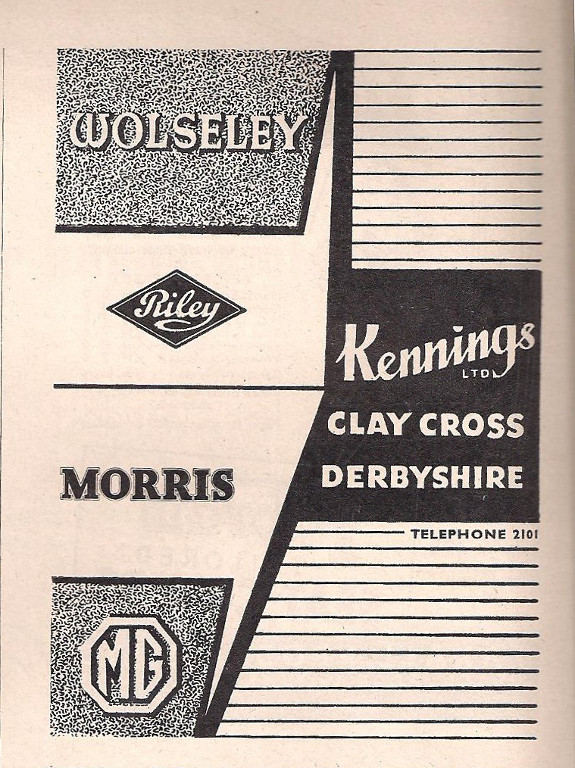 WOLSELEY
Riley
MORRIS
MG
Kennings
LTD.
CLAY CROSS
DERBYSHIRE
TELEPHONE 2101